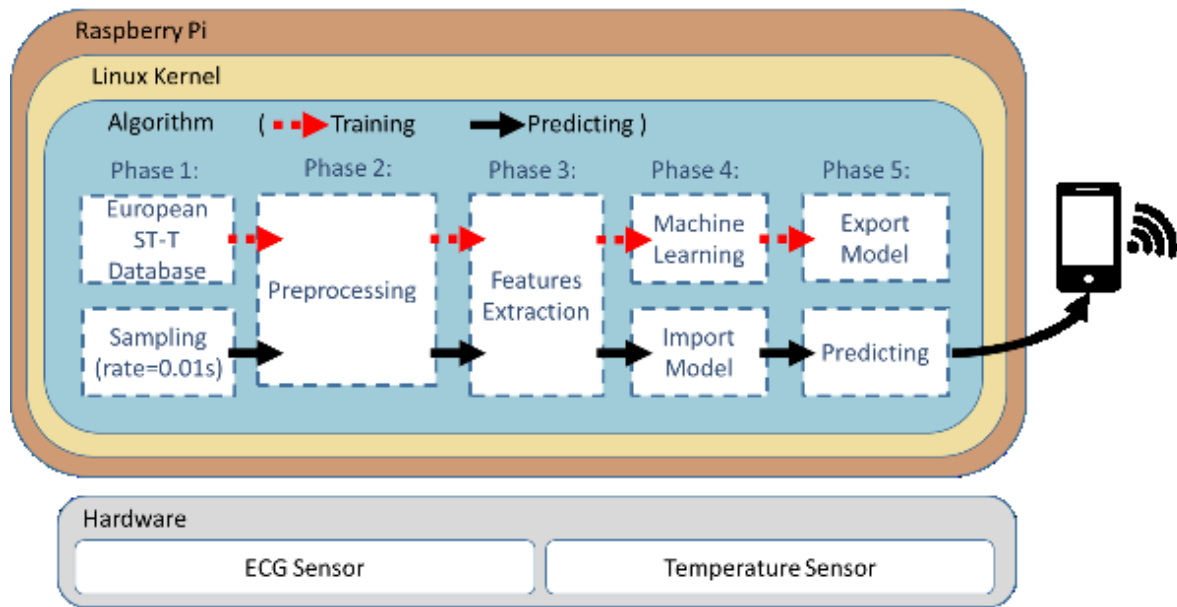 Raspberry Pi
Linux Kernel
Algorithm ( Training Predicting )
Phase 1: Phase 2: Phase 3: Phase 4: Phase 5:
European
ST-T
Database
Preprocessing
Features
Extraction
Machine
Learning
Export
Model
Sampling
(rate=0.01s)
Import
Model
Predicting
Hardware
ECG Sensor
Temperature Sensor